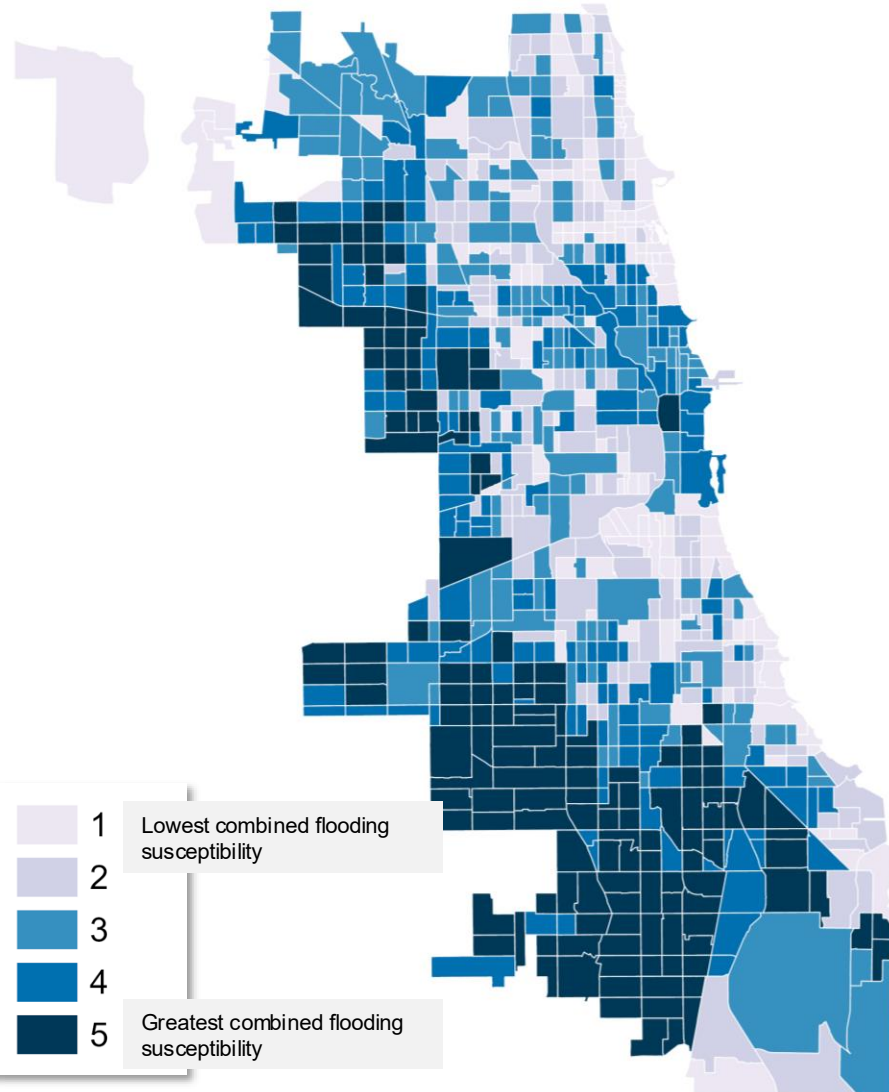 1 Lowest combined flooding
susceptibility
2
3
4
5 Greatest combined flooding
susceptibility